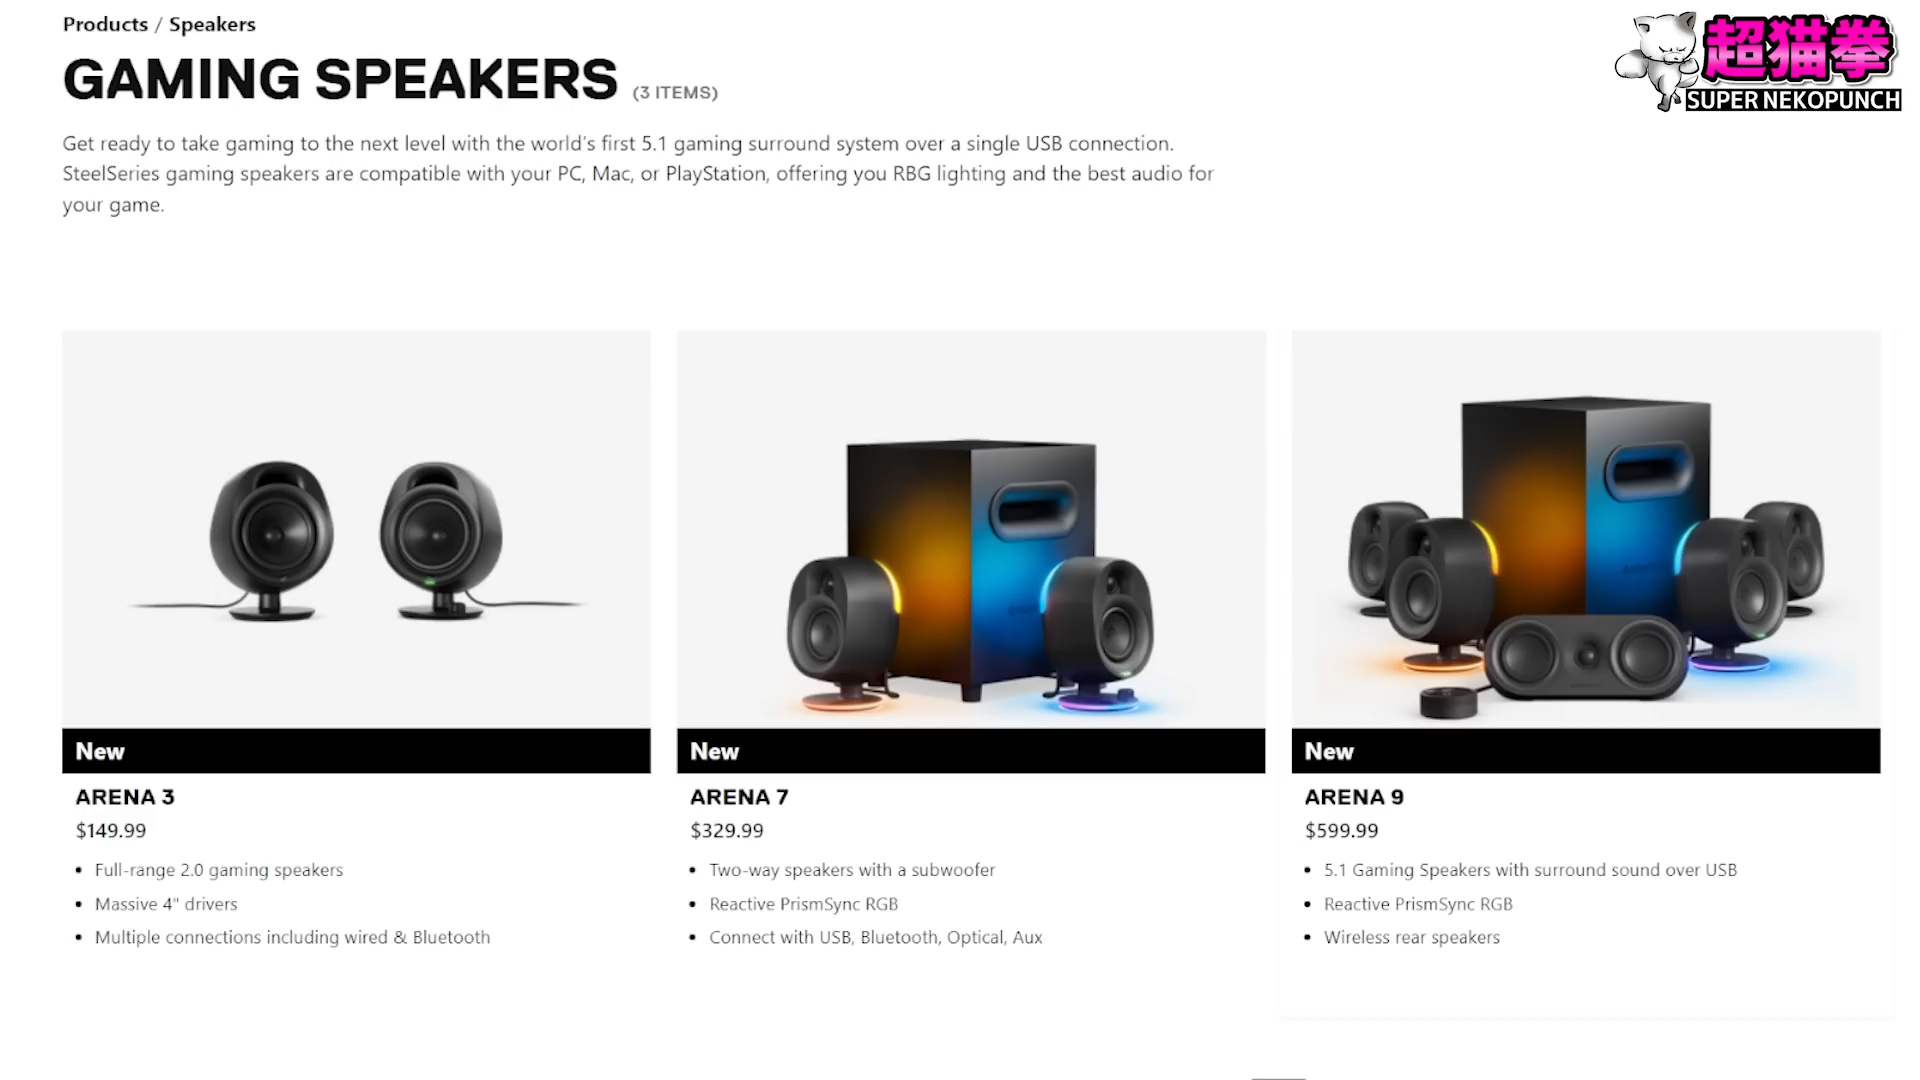 Products / Speakers
GAMING SPEAKERS (3 ITEMS)
Get ready to take gaming to the next level with the world's first 5.1 gaming surround system over a single USB connection.
SteelSeries gaming speakers are compatible with your PC, Mac, or PlayStation, offering you RBG lighting and the best audio for
your game.
超猫拳
SUPER NEKOPUNCH
New
ARENA 3
$149.99
• Full-range 2.0 gaming speakers
• Massive 4" drivers
• Multiple connections including wired & Bluetooth
New
ARENA 7
$329.99
• Two-way speakers with a subwoofer
• Reactive PrismSync RGB
• Connect with USB, Bluetooth, Optical, Aux
New
ARENA 9
$599.99
• 5.1 Gaming Speakers with surround sound over USB
• Reactive PrismSync RGB
• Wireless rear speakers